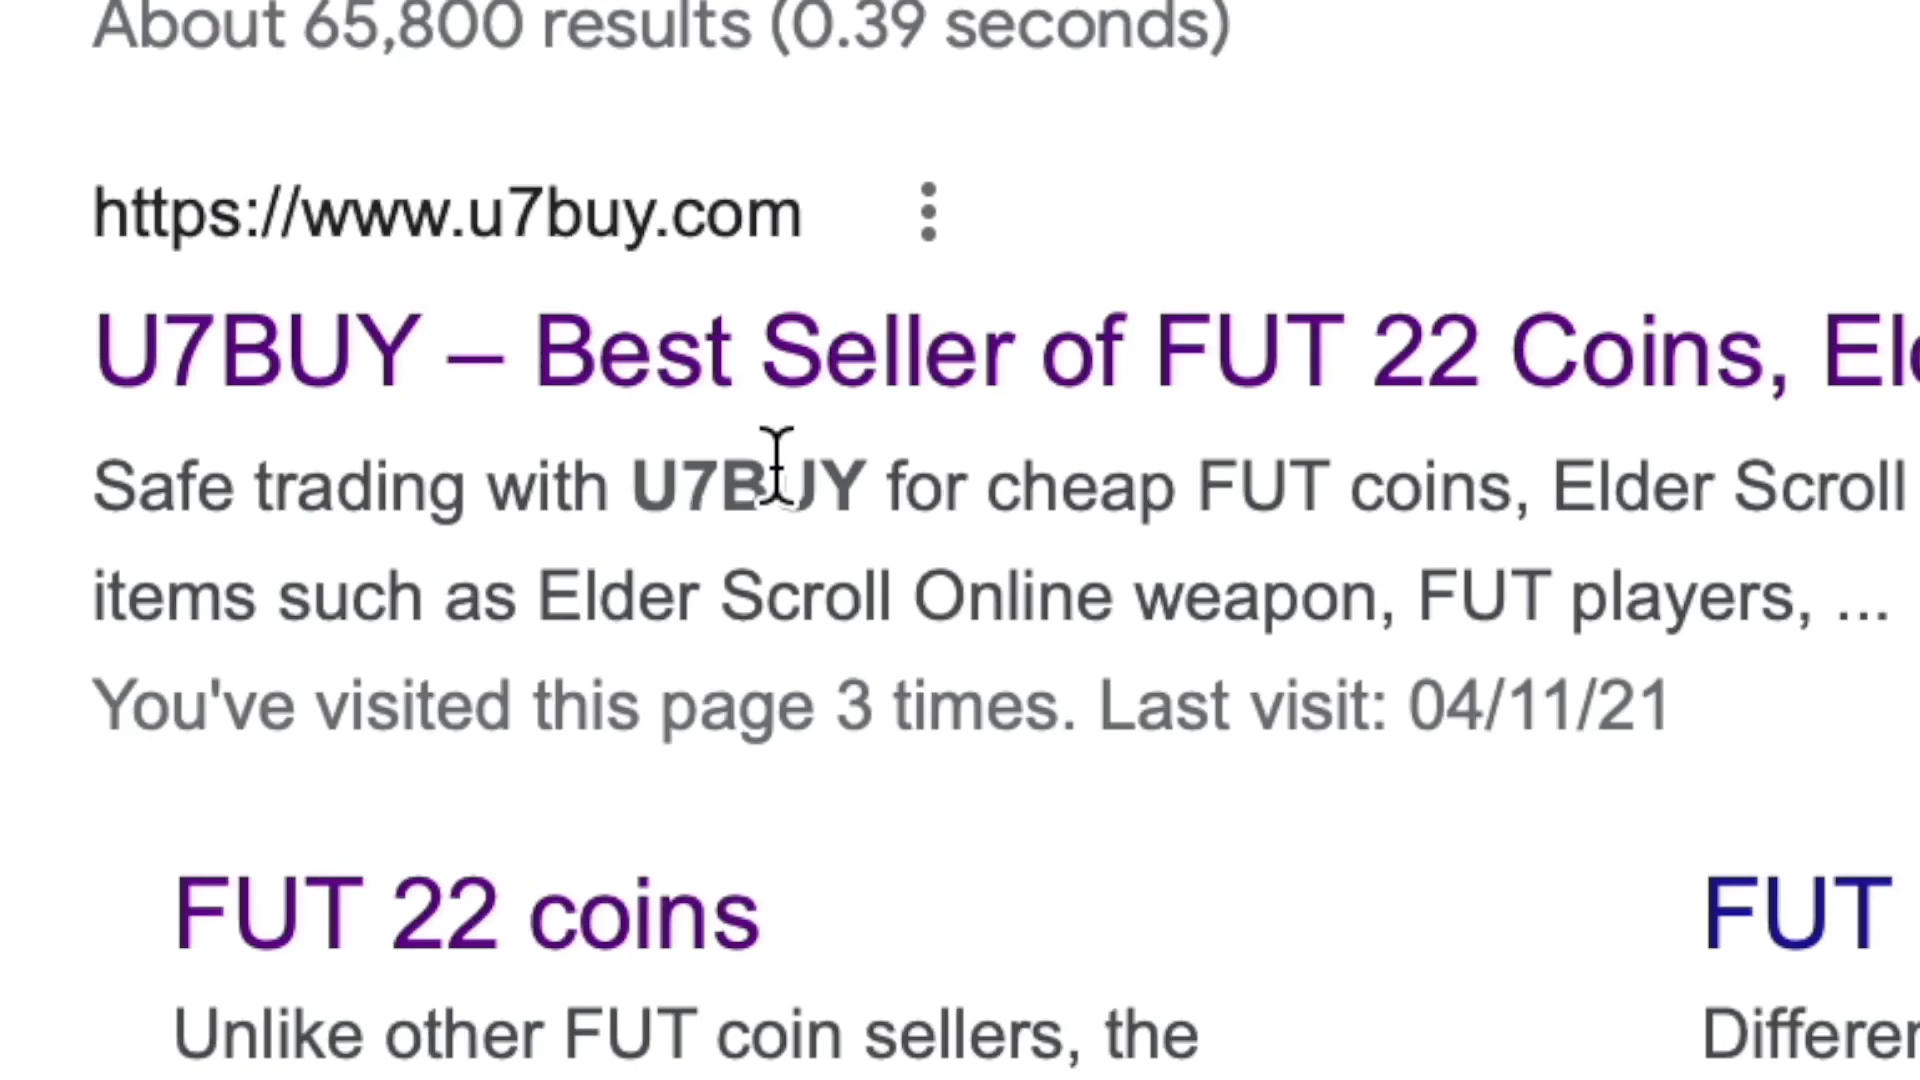 About 65,800 results (0.39 seconds)
https://www.u7buy.com
U7BUY – Best Seller of FUT 22 Coins,
Safe trading with U7BUY for cheap FUT coins, Elder Scroll
items such as Elder Scroll Online weapon, FUT players, ...
You've visited this page 3 times. Last visit: 04/11/21
FUT 22 coins
FUT
Unlike other FUT coin sellers, the